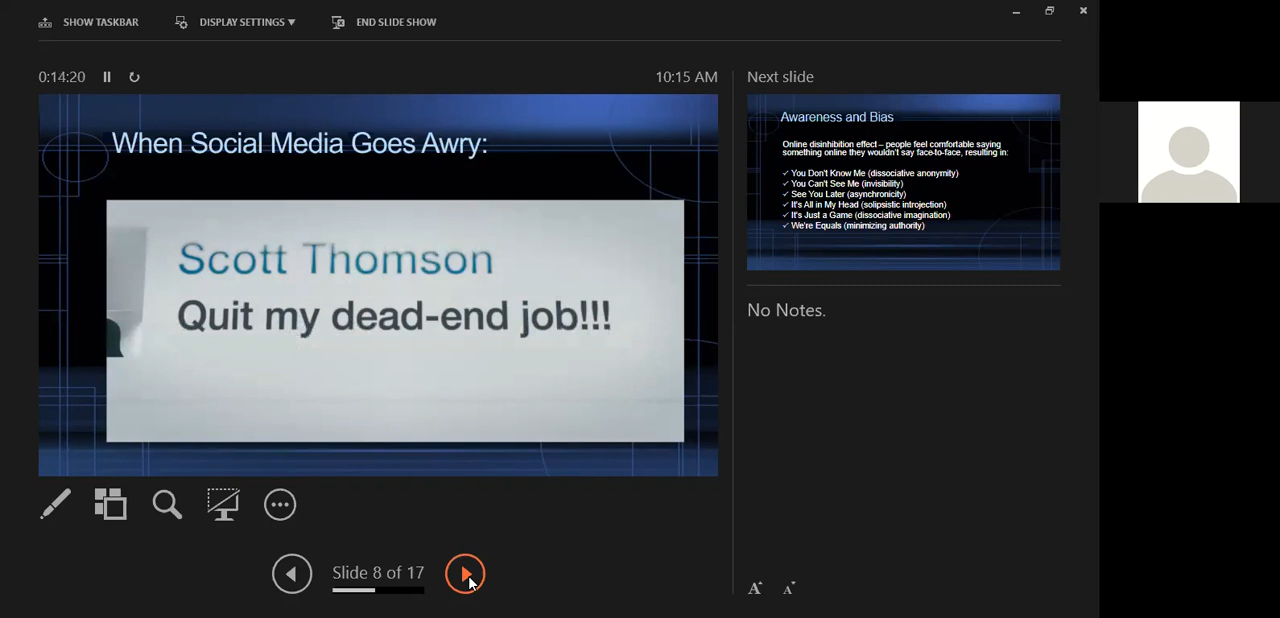 SHOW TASKBAR
DISPLAY SETTINGS ▼
END SLIDE SHOW
0:14:20
10:15 AM
When Social Media Goes Awry:
Scott Thomson
Quit my dead-end job!!!
Slide 8 of 17
Next slide
Awareness and Bias
Online disinhibition effect – people feel comfortable saying
something online they wouldn't say face-to-face, resulting in:
✓ You Don't Know Me (dissociative anonymity)
✓ You Can't See Me (invisibility)
✓ See You Later (asynchronicity)
✓ It's All in My Head (solipsistic introjection)
✓ It's Just a Game (dissociative imagination)
✓ We're Equals (minimizing authority)
No Notes.
A A